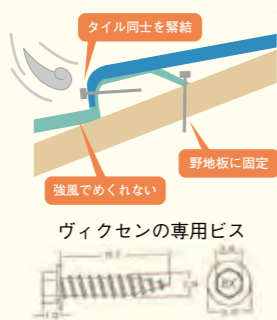 タイル同士を緊結
野地板に固定
強風でめくれない
ヴィクセンの専用ビス